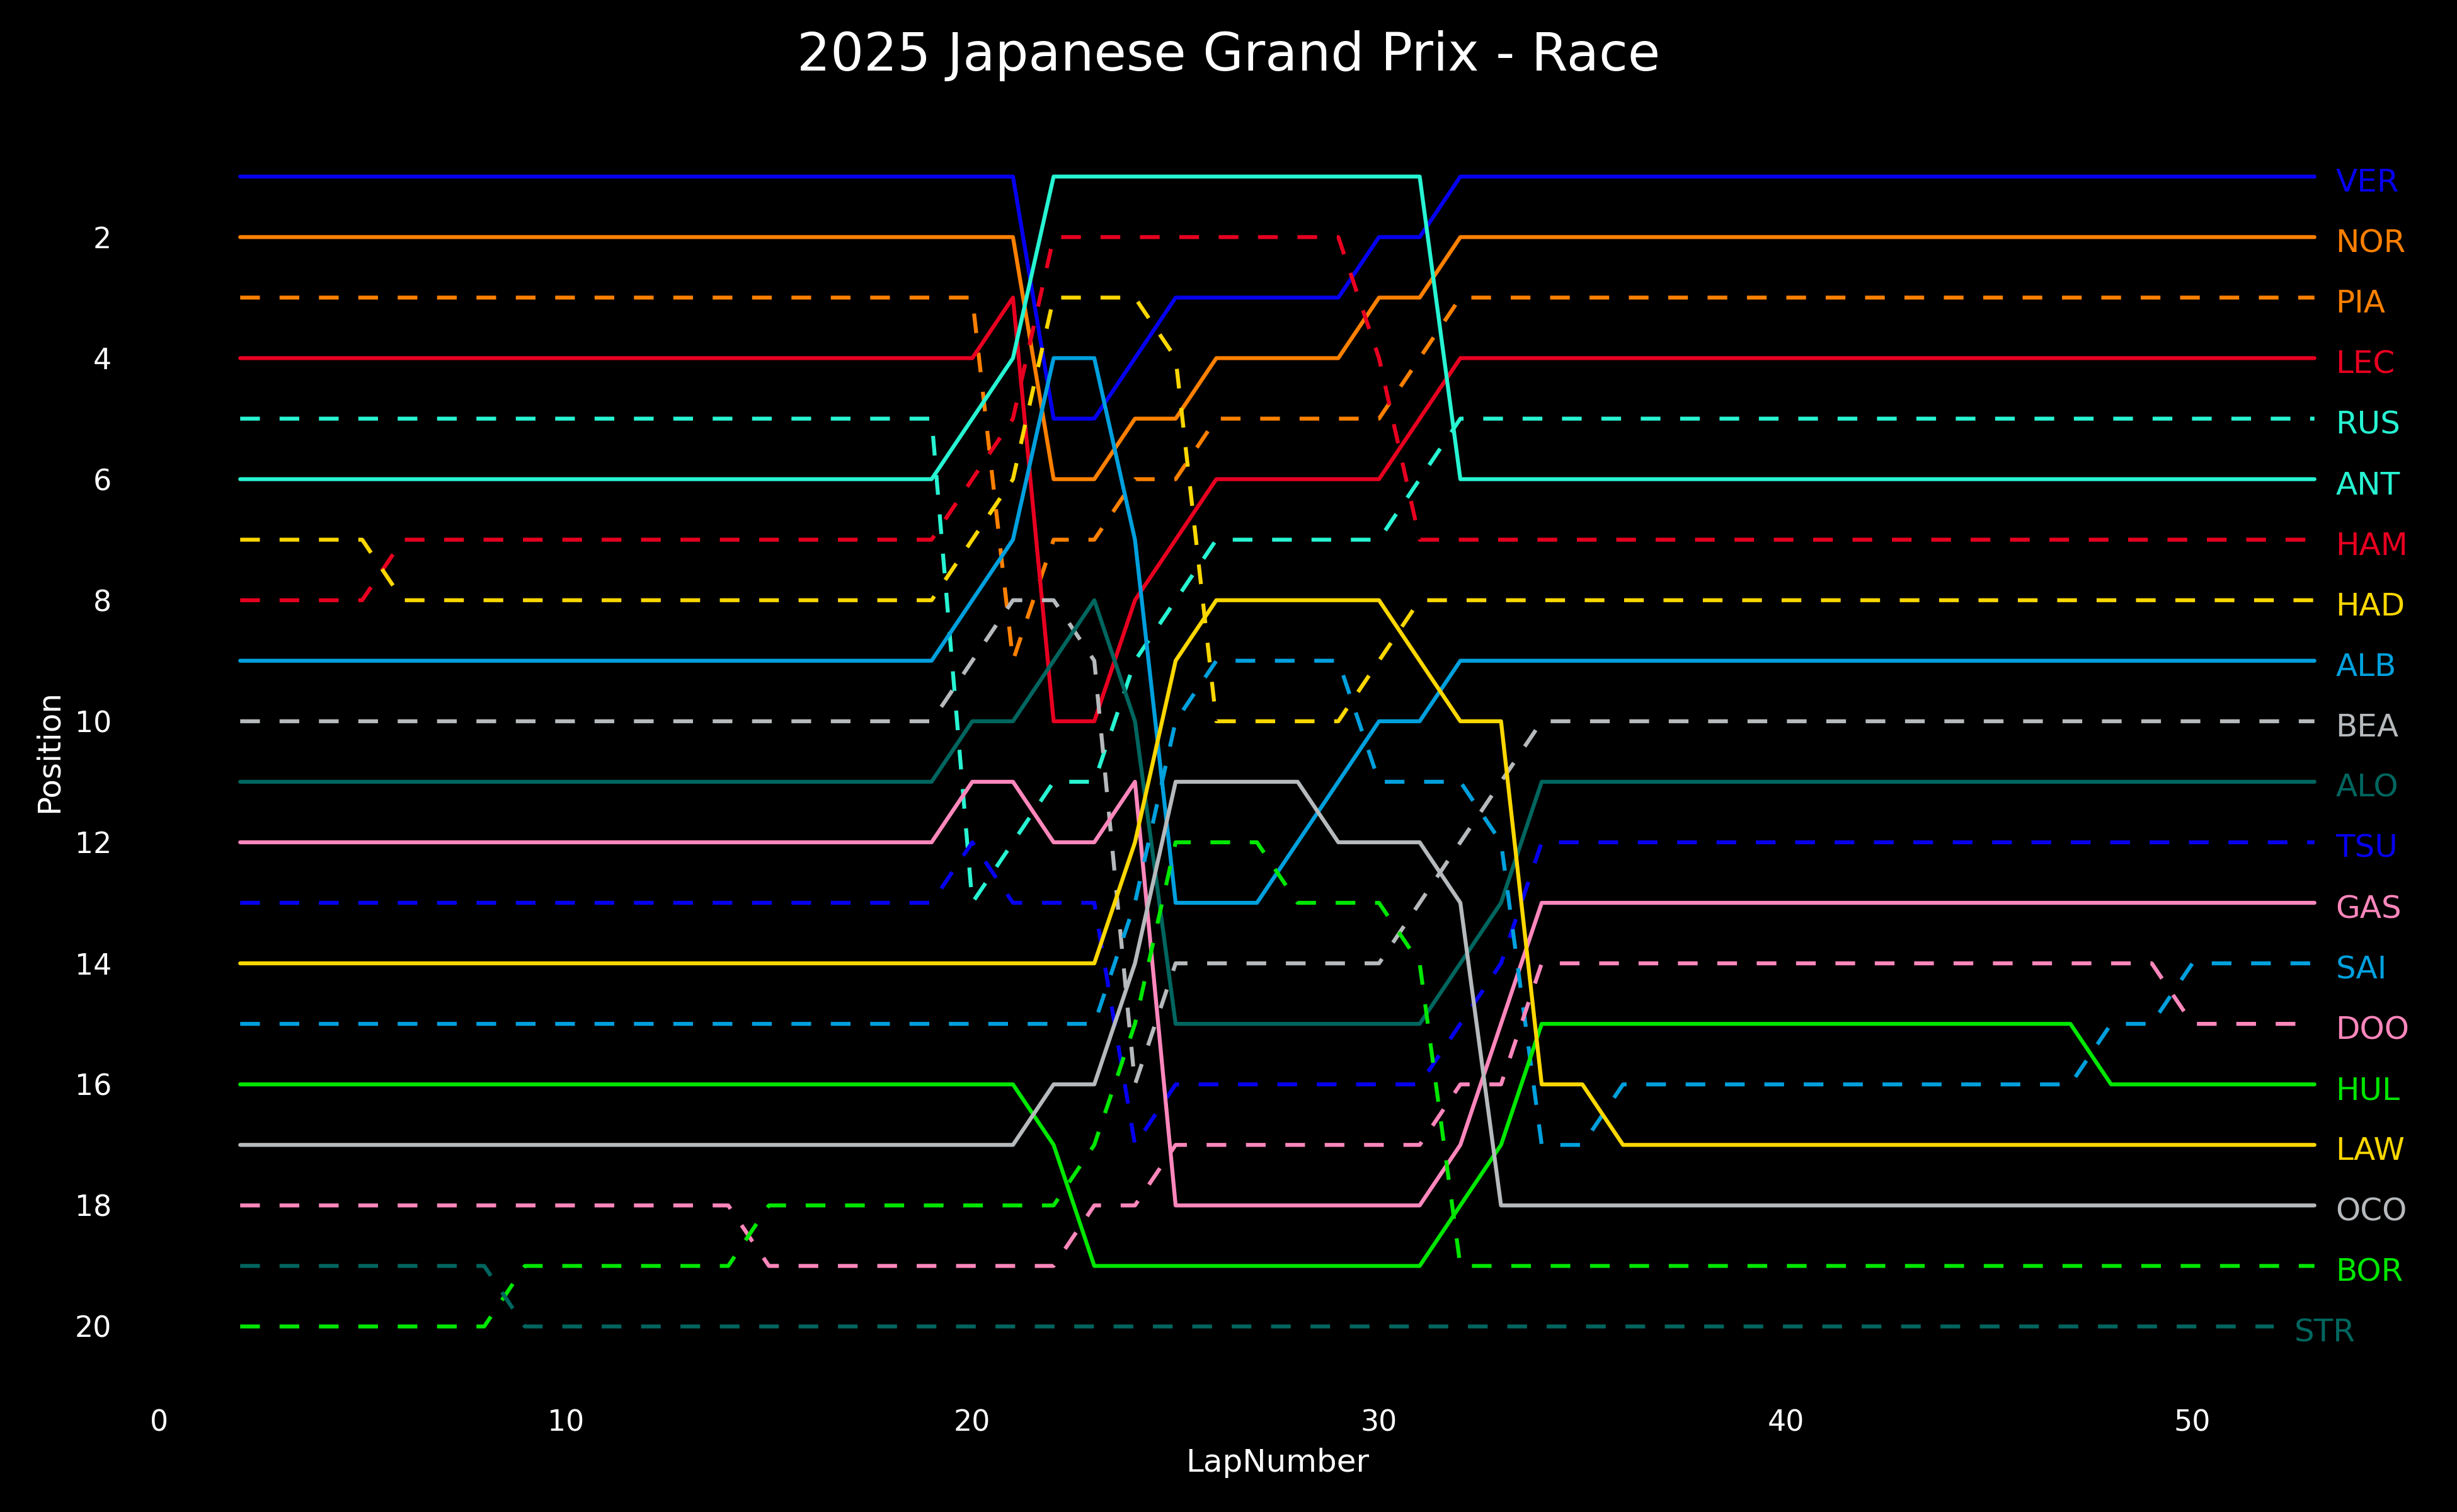 2025 Japanese Grand Prix - Race
VER
2
NOR
PIA
4
LEC
RUS
6
ANT
HAM
8
HAD
ALB
Position
10
BEA
ALO
12
TSU
GAS
14
SAI
DOO
16
HUL
LAW
18
OCO
BOR
20
STR
0 10 20 30 40 50
LapNumber